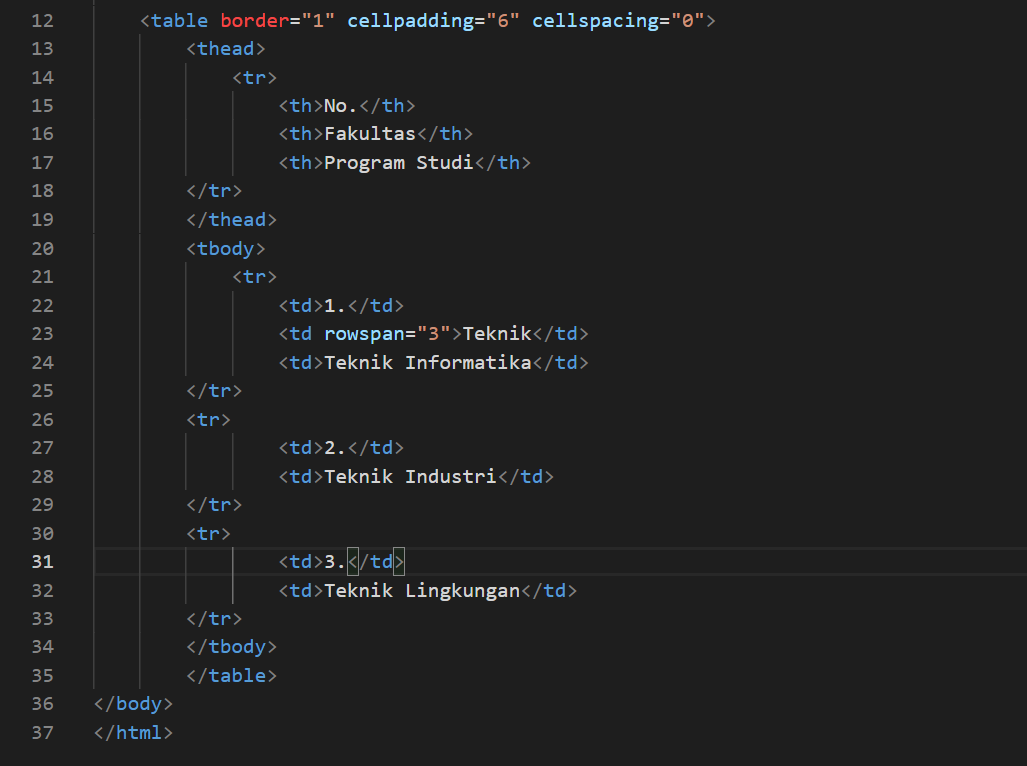 12 <table border="1" cellpadding="6" cellspacing="0">
13 <thead>
14 <tr>
15 <th>No.</th>
16 <th>Fakultas</th>
17 <th>Program Studi</th>
18 </tr>
19 </thead>
20 <tbody>
21 <tr>
22 <td>1.</td>
23 <td rowspan="3">Teknik</td>
24 <td>Teknik Informatika</td>
25 </tr>
26 <tr>
27 <td>2.</td>
28 <td>Teknik Industri</td>
29 </tr>
30 <tr>
31 <td>3.</td>
32 <td>Teknik Lingkungan</td>
33 </tr>
34 </tbody>
35 </table>
36 </body>
37 </html>